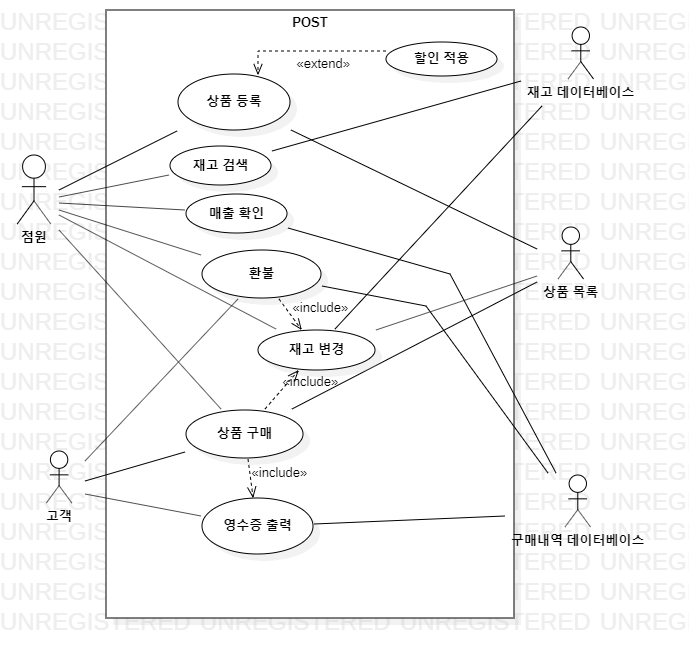 POST
할인 적용
«extend»
상품 등록
재고 데이터베이스
재고 검색
매출 확인
점원
환불
상품 목록
«include»
재고 변경
«include»
상품 구매
«include»
고객
영수증 출력
구매내역 데이터베이스
UNREGISTERED UNREGISTERED UNREGISTERED UNREGISTERED